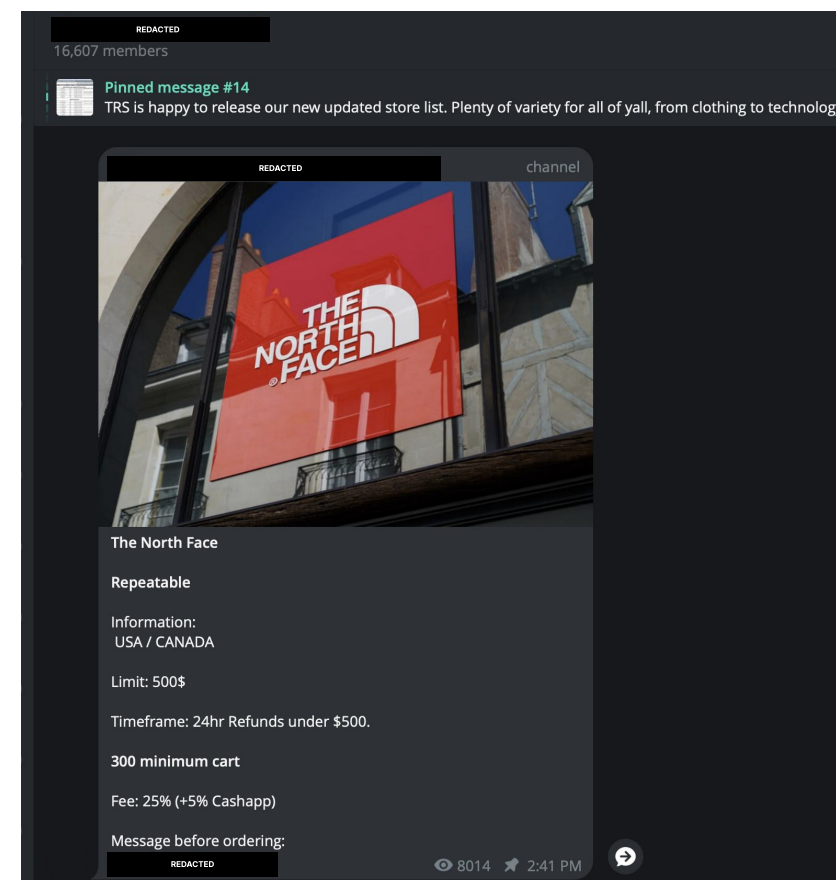 REDACTED
16,607 members
Pinned message #14
TRS is happy to release our new updated store list. Plenty of variety for all of yall, from clothing to technolog
REDACTED
channel
THE
NORTH
FACE
®
The North Face
Repeatable
Information:
USA / CANADA
Limit: 500$
Timeframe: 24hr Refunds under $500.
300 minimum cart
Fee: 25% (+5% Cashapp)
Message before ordering:
REDACTED
8014 2:41 PM